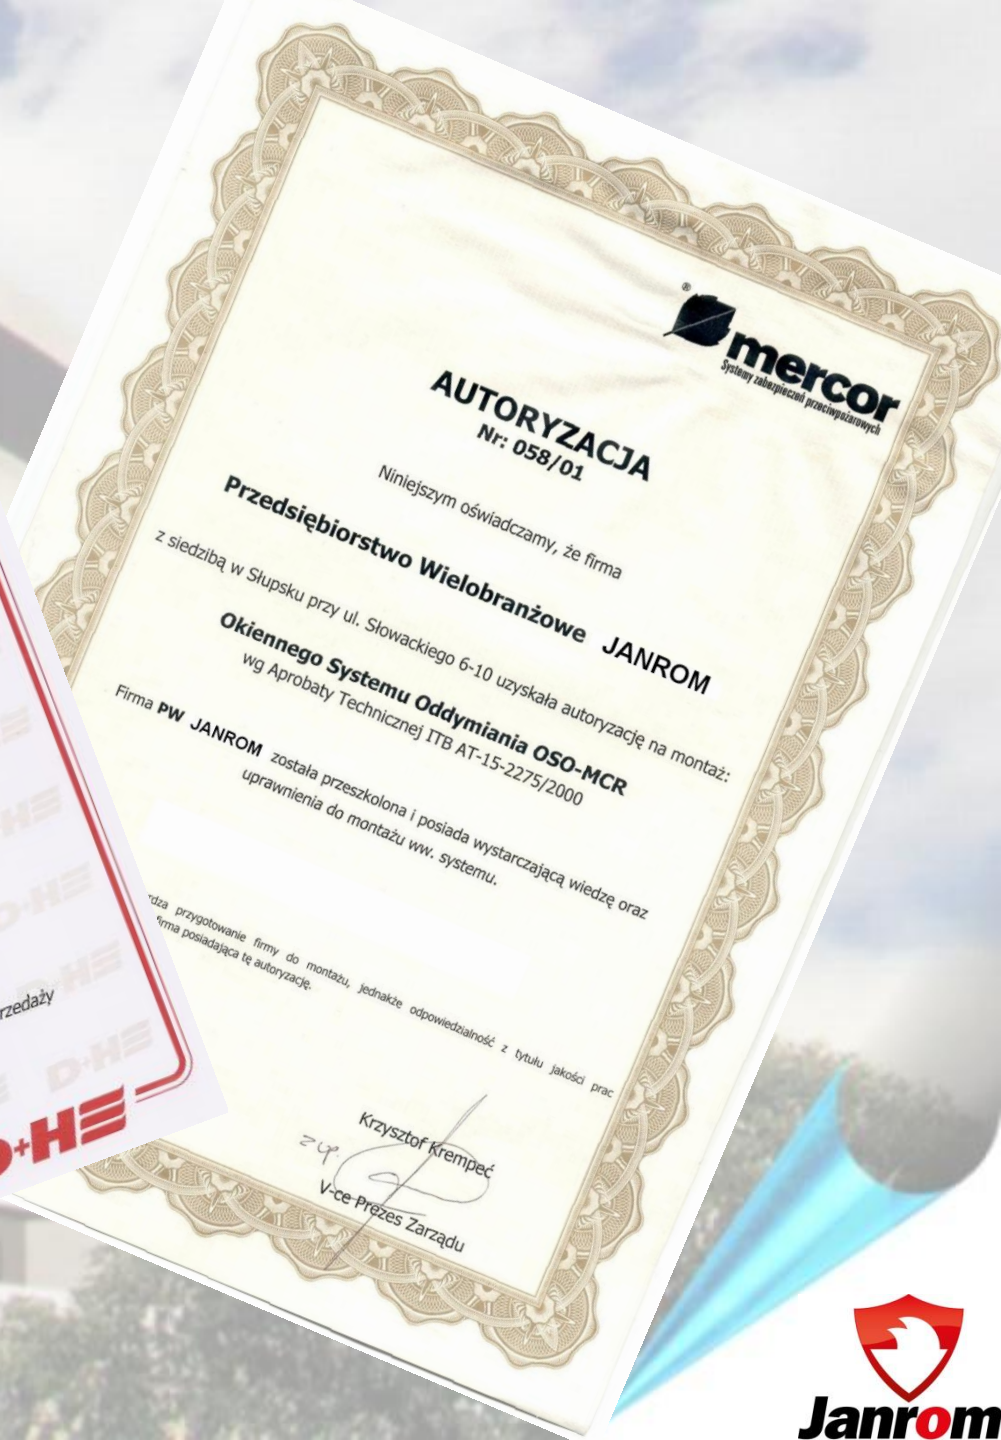 ®
mercor
Systemy zabezpieczeń przeciwpożarowych
AUTORYZACJA
Nr: 058/01
Niniejszym oświadczamy, że firma
Przedsiębiorstwo Wielobranżowe JANROM
z siedzibą w Słupsku przy ul. Słowackiego 6-10 uzyskała autoryzację na montaż:
Okiennego Systemu Oddymiania OSO-MCR
wg Aprobaty Technicznej ITB AT-15-2275/2000
Firma PW JANROM została przeszkolona i posiada wystarczającą wiedzę oraz
uprawnienia do montażu ww. systemu.
rdza przygotowanie firmy do montażu, jednakże odpowiedzialność z tytułu jakości prac
firma posiadająca tę autoryzację.
Krzysztof Krempeć
V-ce Prezes Zarządu
rzedaży
D+H
Janrom